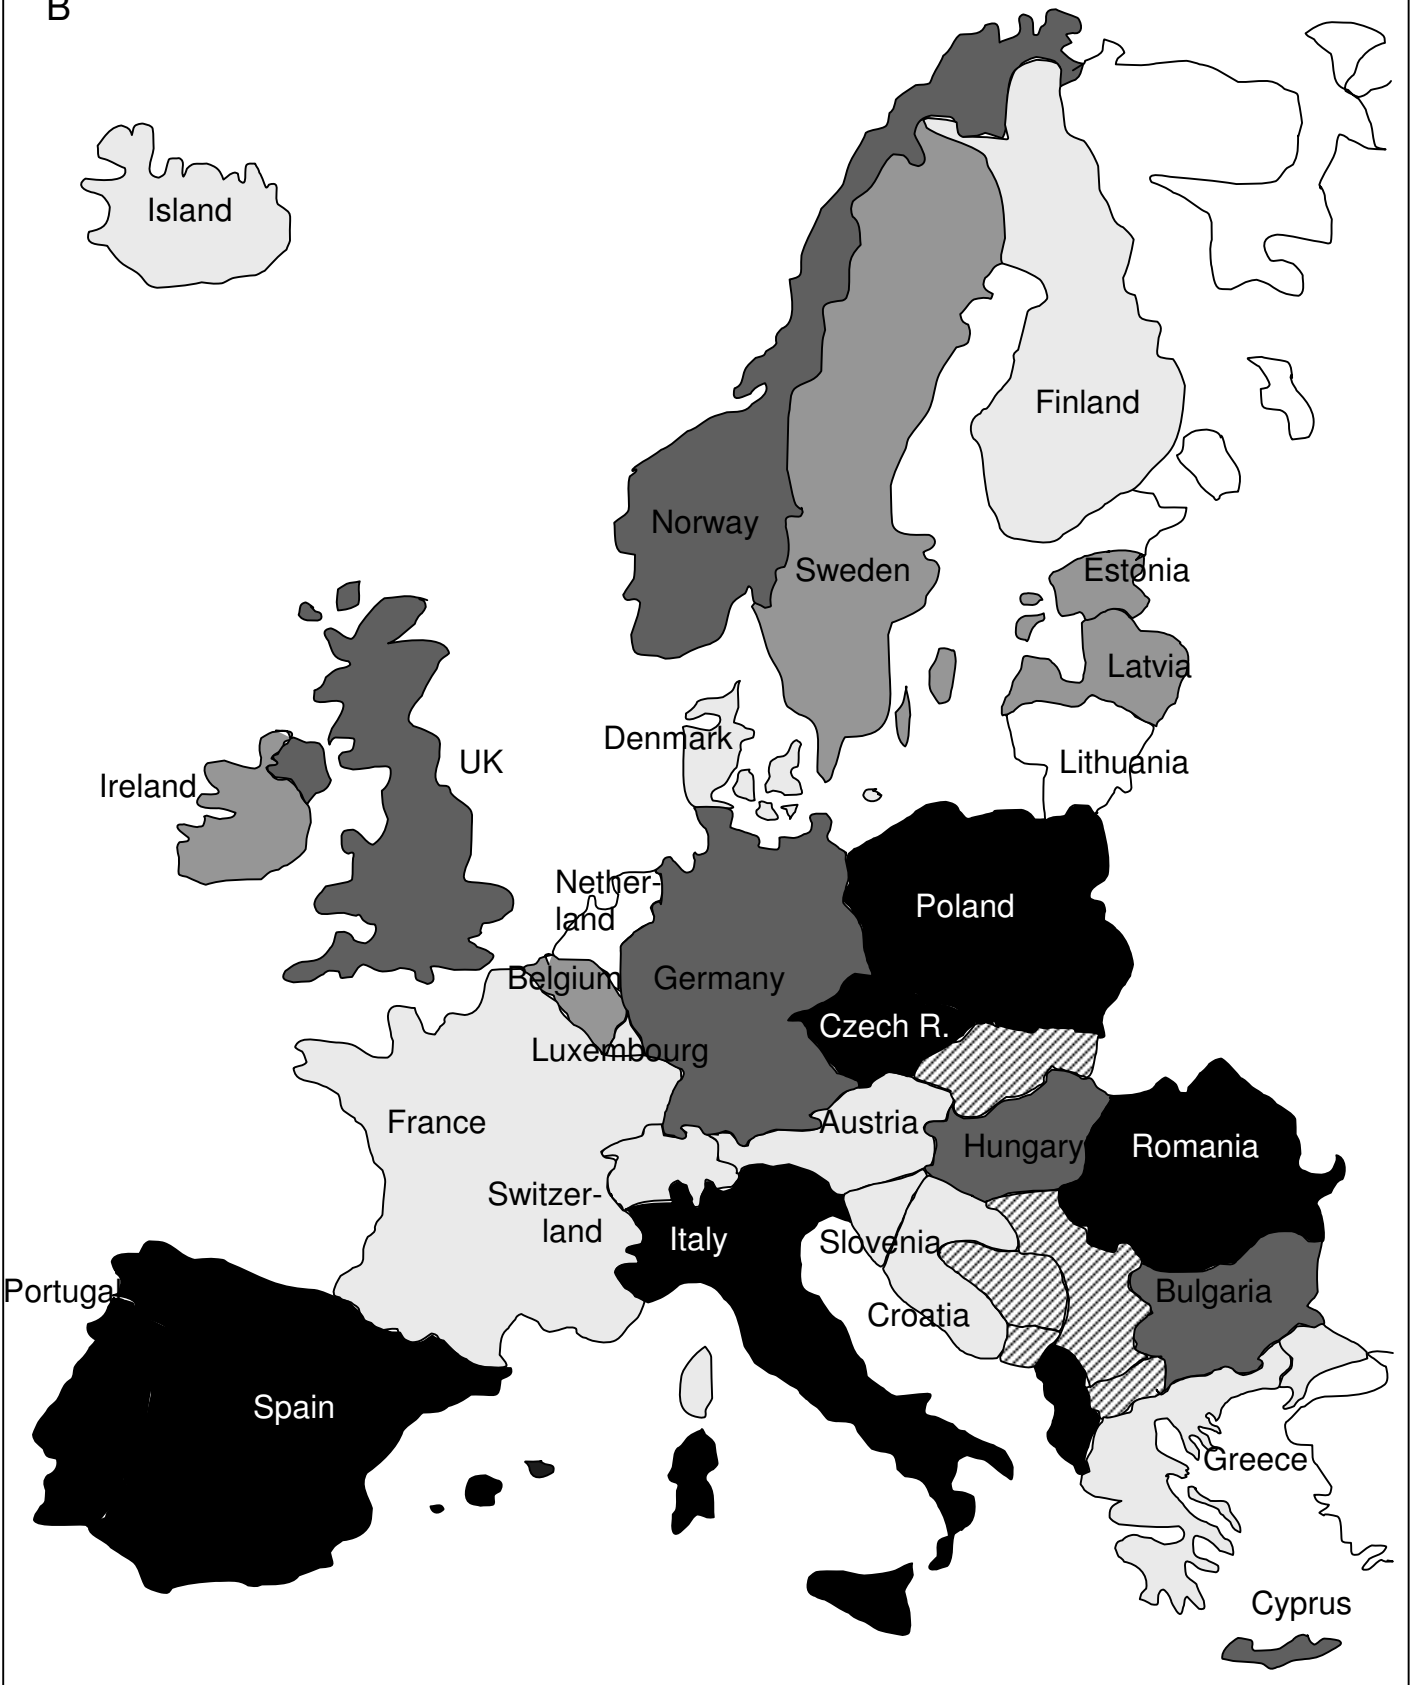 B
Island
Finland
Norway
Sweden
Estonia
Latvia
Denmark
Lithuania
UK
Ireland
Nether-
land
Poland
Belgium
Germany
Czech R.
Luxembourg
France
Austria
Hungary
Romania
Switzer-
land
Italy
Slovenia
Portugal
Bulgaria
Croatia
Spain
Greece
Cyprus